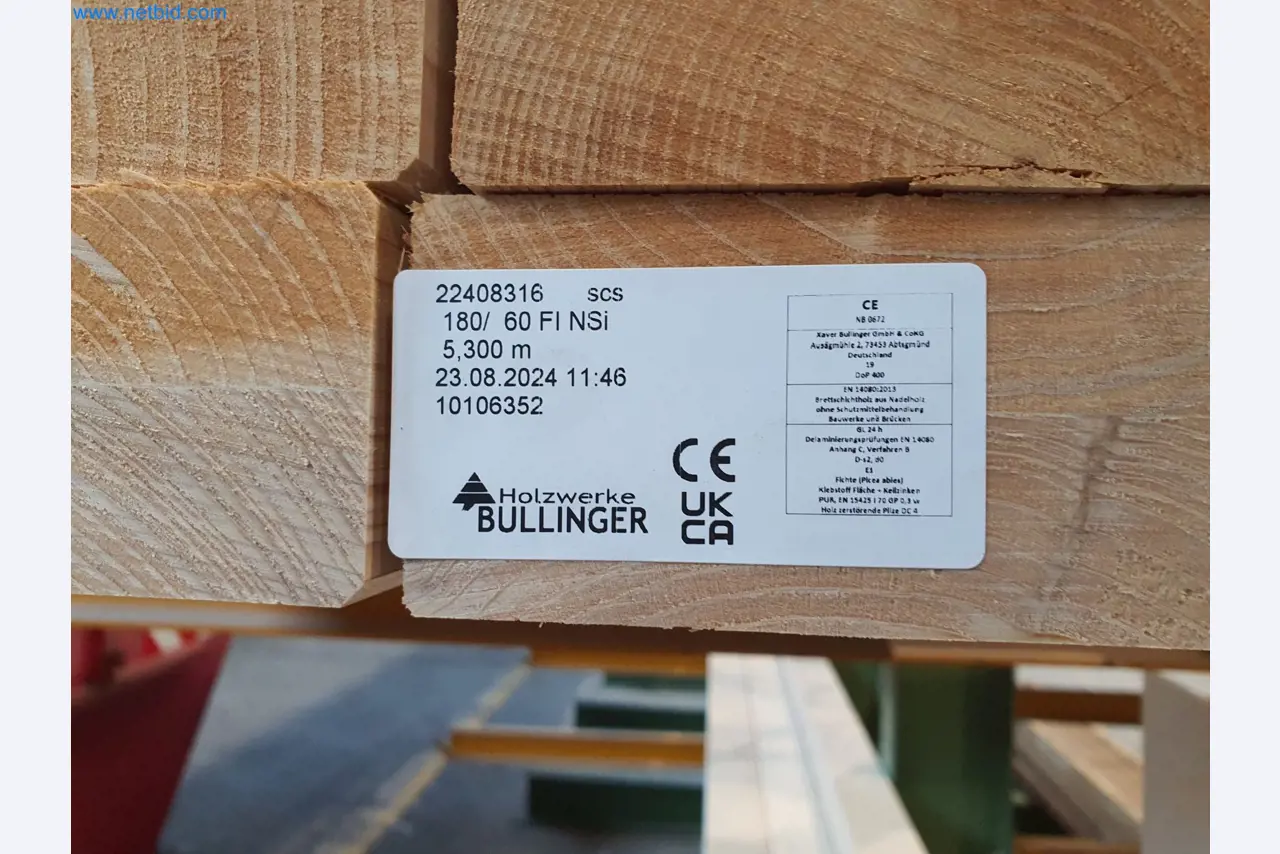 www.netbid.com
22408316 scs
180/ 60 FI NSi
5,300 m
23.08.2024 11:46
10106352
Holzwerke
BULLINGER
CE
UK
CA
CE
NB 0672
Xaver Bullinger GmbH & CoKG
Ausägmühle 2, 73453 Abtsgmünd
Deutschland
19
DoP 400
EN 14080:2013
Brettschichtholz aus Nadelholz
ohne Schutzmittelbehandlung
Bauwerke und Brücken
GL 24 h
Delaminierungsprüfungen EN 14080
Anhang C, Verfahren B
D-s2, d0
E1
Fichte (Picea abies)
Klebstoff Fläche + Keilzinken
PUR, EN 15425 I 70 GP 0,3 w
Holz zerstörende Pilze DC 4